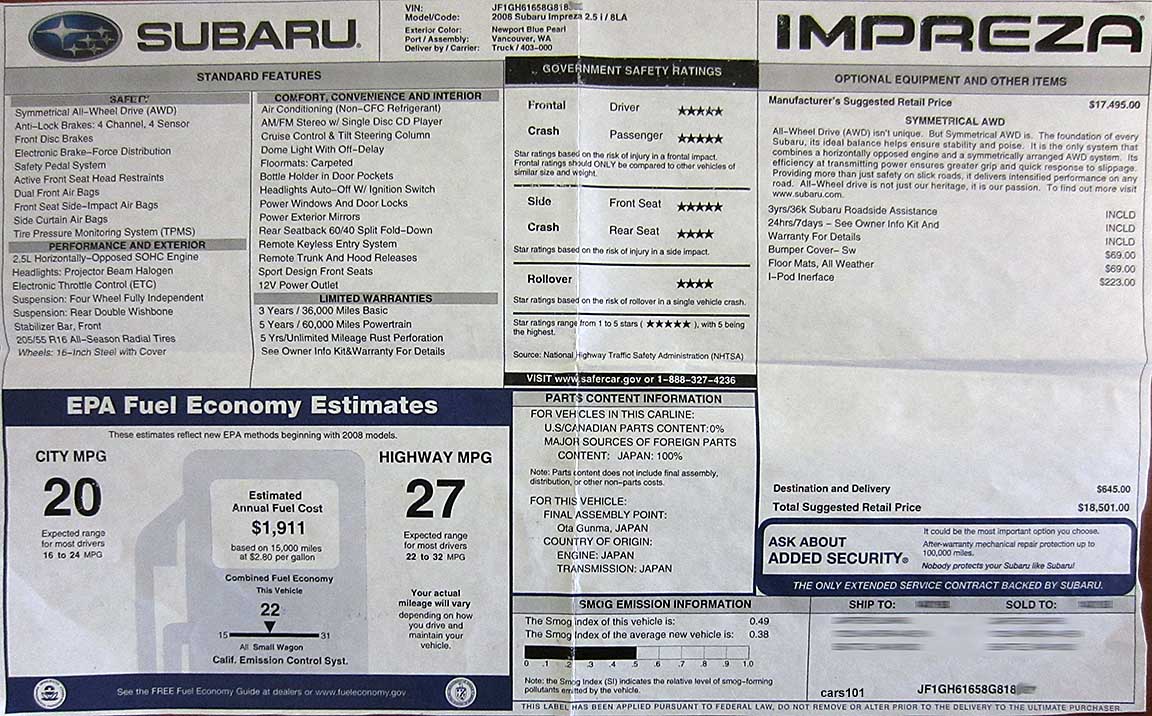 SUBARU.
VIN: JF1GH61658G818
Model/Code: 2008 Subaru Impreza 2.5 i / 8LA
Exterior Color: Newport Blue Pearl
Port / Assembly: Vancouver, WA
Deliver by / Carrier: Truck / 403-000
IMPREZA
STANDARD FEATURES
SAFETY
Symmetrical All-Wheel Drive (AWD)
Anti-Lock Brakes: 4 Channel, 4 Sensor
Front Disc Brakes
Electronic Brake-Force Distribution
Safety Pedal System
Active Front Seat Head Restraints
Dual Front Air Bags
Front Seat Side-Impact Air Bags
Side Curtain Air Bags
Tire Pressure Monitoring System (TPMS)
PERFORMANCE AND EXTERIOR
2.5L Horizontally-Opposed SOHC Engine
Headlights: Projector Beam Halogen
Electronic Throttle Control (ETC)
Suspension: Four Wheel Fully Independent
Suspension: Rear Double Wishbone
Stabilizer Bar, Front
205/55 R16 All-Season Radial Tires
Wheels: 16-Inch Steel with Cover
COMFORT, CONVENIENCE AND INTERIOR
Air Conditioning (Non-CFC Refrigerant)
AM/FM Stereo w/ Single Disc CD Player
Cruise Control & Tilt Steering Column
Dome Light With Off-Delay
Floormats: Carpeted
Bottle Holder in Door Pockets
Headlights Auto-Off W/ Ignition Switch
Power Windows And Door Locks
Power Exterior Mirrors
Rear Seatback 60/40 Split Fold-Down
Remote Keyless Entry System
Remote Trunk And Hood Releases
Sport Design Front Seats
12V Power Outlet
LIMITED WARRANTIES
3 Years / 36,000 Miles Basic
5 Years / 60,000 Miles Powertrain
5 Yrs/Unlimited Mileage Rust Perforation
See Owner Info Kit&Warranty For Details
GOVERNMENT SAFETY RATINGS
Frontal Driver ★★★★★
Crash Passenger ★★★★★
Star ratings based on the risk of injury in a frontal impact.
Frontal ratings should ONLY be compared to other vehicles of
similar size and weight.
Side Front Seat ★★★★★
Crash Rear Seat ★★★★
Star ratings based on the risk of injury in a side impact.
Rollover ★★★★
Star ratings based on the risk of rollover in a single vehicle crash.
Star ratings range from 1 to 5 stars ( ★★★★★ ), with 5 being
the highest.
Source: National Highway Traffic Safety Administration (NHTSA)
VISIT www.safercar.gov or 1-888-327-4236
OPTIONAL EQUIPMENT AND OTHER ITEMS
Manufacturer's Suggested Retail Price $17,495.00
SYMMETRICAL AWD
All-Wheel Drive (AWD) isn't unique. But Symmetrical AWD is. The foundation of every
Subaru, its ideal balance helps ensure stability and poise. It is the only system that
combines a horizontally opposed engine and a symmetrically arranged AWD system. Its
efficiency at transmitting power ensures greater grip and quick response to slippage.
Providing more than just safety on slick roads, it delivers intensified performance on any
road. All-Wheel drive is not just our heritage, it is our passion. To find out more visit
www.subaru.com.
3yrs/36k Subaru Roadside Assistance INCLD
24hrs/7days - See Owner Info Kit And INCLD
Warranty For Details INCLD
Bumper Cover- Sw $69.00
Floor Mats, All Weather $69.00
I-Pod Inerface $223.00
Destination and Delivery $645.00
Total Suggested Retail Price $18,501.00
ASK ABOUT
ADDED SECURITY®
It could be the most important option you choose.
After-warranty mechanical repair protection up to
100,000 miles.
Nobody protects your Subaru like Subaru!
THE ONLY EXTENDED SERVICE CONTRACT BACKED BY SUBARU.
EPA Fuel Economy Estimates
These estimates reflect new EPA methods beginning with 2008 models.
CITY MPG
20
Expected range
for most drivers
16 to 24 MPG
Estimated
Annual Fuel Cost
$1,911
based on 15,000 miles
at $2.80 per gallon
Combined Fuel Economy
This Vehicle
22
15 31
All Small Wagon
Calif. Emission Control Syst.
HIGHWAY MPG
27
Expected range
for most drivers
22 to 32 MPG
Your actual
mileage will vary
depending on how
you drive and
maintain your
vehicle.
See the FREE Fuel Economy Guide at dealers or www.fueleconomy.gov
PARTS CONTENT INFORMATION
FOR VEHICLES IN THIS CARLINE:
U.S/CANADIAN PARTS CONTENT:0%
MAJOR SOURCES OF FOREIGN PARTS
CONTENT: JAPAN: 100%
Note: Parts content does not include final assembly,
distribution, or other non-parts costs.
FOR THIS VEHICLE:
FINAL ASSEMBLY POINT:
Ota Gunma, JAPAN
COUNTRY OF ORIGIN:
ENGINE: JAPAN
TRANSMISSION: JAPAN
SMOG EMISSION INFORMATION
The Smog Index of this vehicle is: 0.49
The Smog Index of the average new vehicle is: 0.38
0 .1 .2 .3 .4 .5 .6 .7 .8 .9 1.0
Note: the Smog Index (SI) indicates the relative level of smog-forming
pollutants emitted by the vehicle.
SHIP TO: SOLD TO:
cars101 JF1GH61658G818
THIS LABEL HAS BEEN APPLIED PURSUANT TO FEDERAL LAW, DO NOT REMOVE OR ALTER PRIOR TO THE DELIVERY TO THE ULTIMATE PURCHASER.